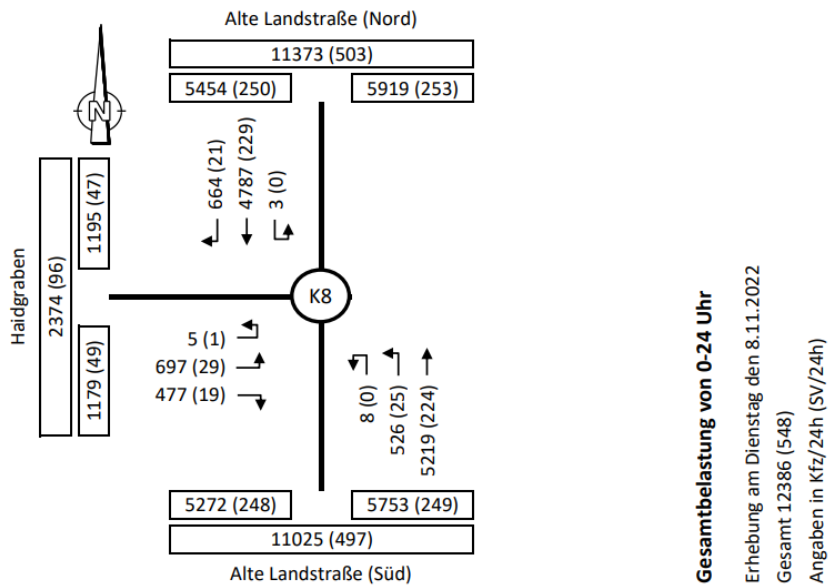 Alte Landstraße (Nord)
11373 (503)
5454 (250)
5919 (253)
N
664 (21)
4787 (229)
3 (0)
Haidgraben
2374 (96)
1195 (47)
1179 (49)
K8
5 (1)
697 (29)
477 (19)
8 (0)
526 (25)
5219 (224)
5272 (248)
5753 (249)
11025 (497)
Alte Landstraße (Süd)
Gesamtbelastung von 0-24 Uhr
Erhebung am Dienstag den 8.11.2022
Gesamt 12386 (548)
Angaben in Kfz/24h (SV/24h)